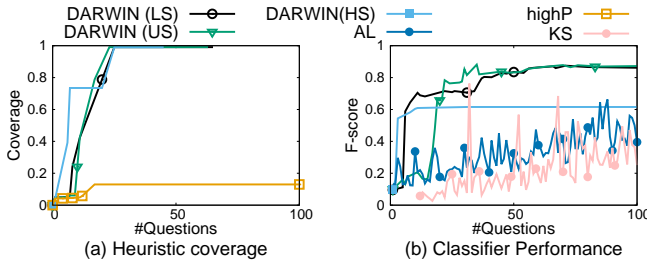 DARWIN (LS)
DARWIN (US)
DARWIN(HS)
AL
highP
KS
Coverage
1
0.8
0.6
0.4
0.2
0
0 50 100
#Questions
(a) Heuristic coverage
F-score
1
0.8
0.6
0.4
0.2
0
0 50 100
#Questions
(b) Classifier Performance